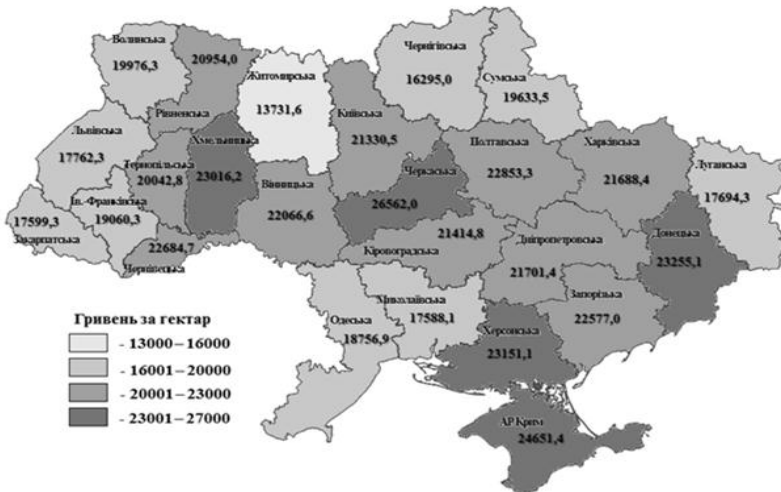 Волинська
19976,3
20954,0
Рівненська
Житомирська
13731,6
Чернігівська
16295,0
Сумська
19633,5
Київська
21330,5
Львівська
17762,3
Тернопільська
20042,8
Хмельницька
23016,2
Вінницька
22066,6
Черкаська
26562,0
Полтавська
22853,3
Харківська
21688,4
Луганська
17694,3
Ів.-Франківська
19060,3
17599,3
Закарпатська
22684,7
Чернівецька
21414,8
Кіровоградська
Дніпропетровська
21701,4
Донецька
23255,1
Запорізька
22577,0
Миколаївська
17588,1
Одеська
18756,9
Херсонська
23151,1
АР Крим
24651,4
Гривень за гектар
- 13000 – 16000
- 16001 – 20000
- 20001 – 23000
- 23001 – 27000